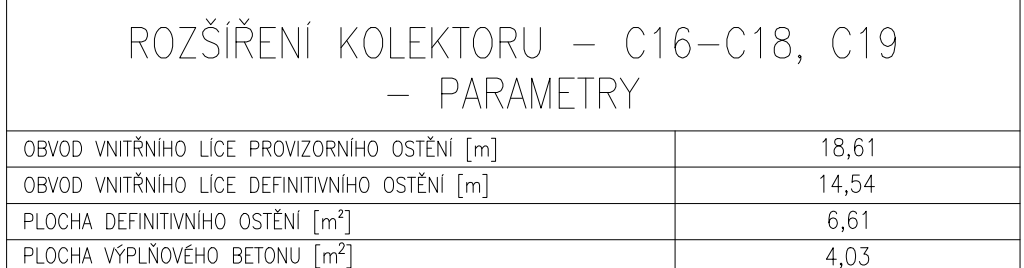 ROZŠÍŘENÍ KOLEKTORU – C16–C18, C19
– PARAMETRY
OBVOD VNITŘNÍHO LÍCE PROVIZORNÍHO OSTĚNÍ [m] 18,61
OBVOD VNITŘNÍHO LÍCE DEFINITIVNÍHO OSTĚNÍ [m] 14,54
PLOCHA DEFINITIVNÍHO OSTĚNÍ [m²] 6,61
PLOCHA VÝPLŇOVÉHO BETONU [m²] 4,03